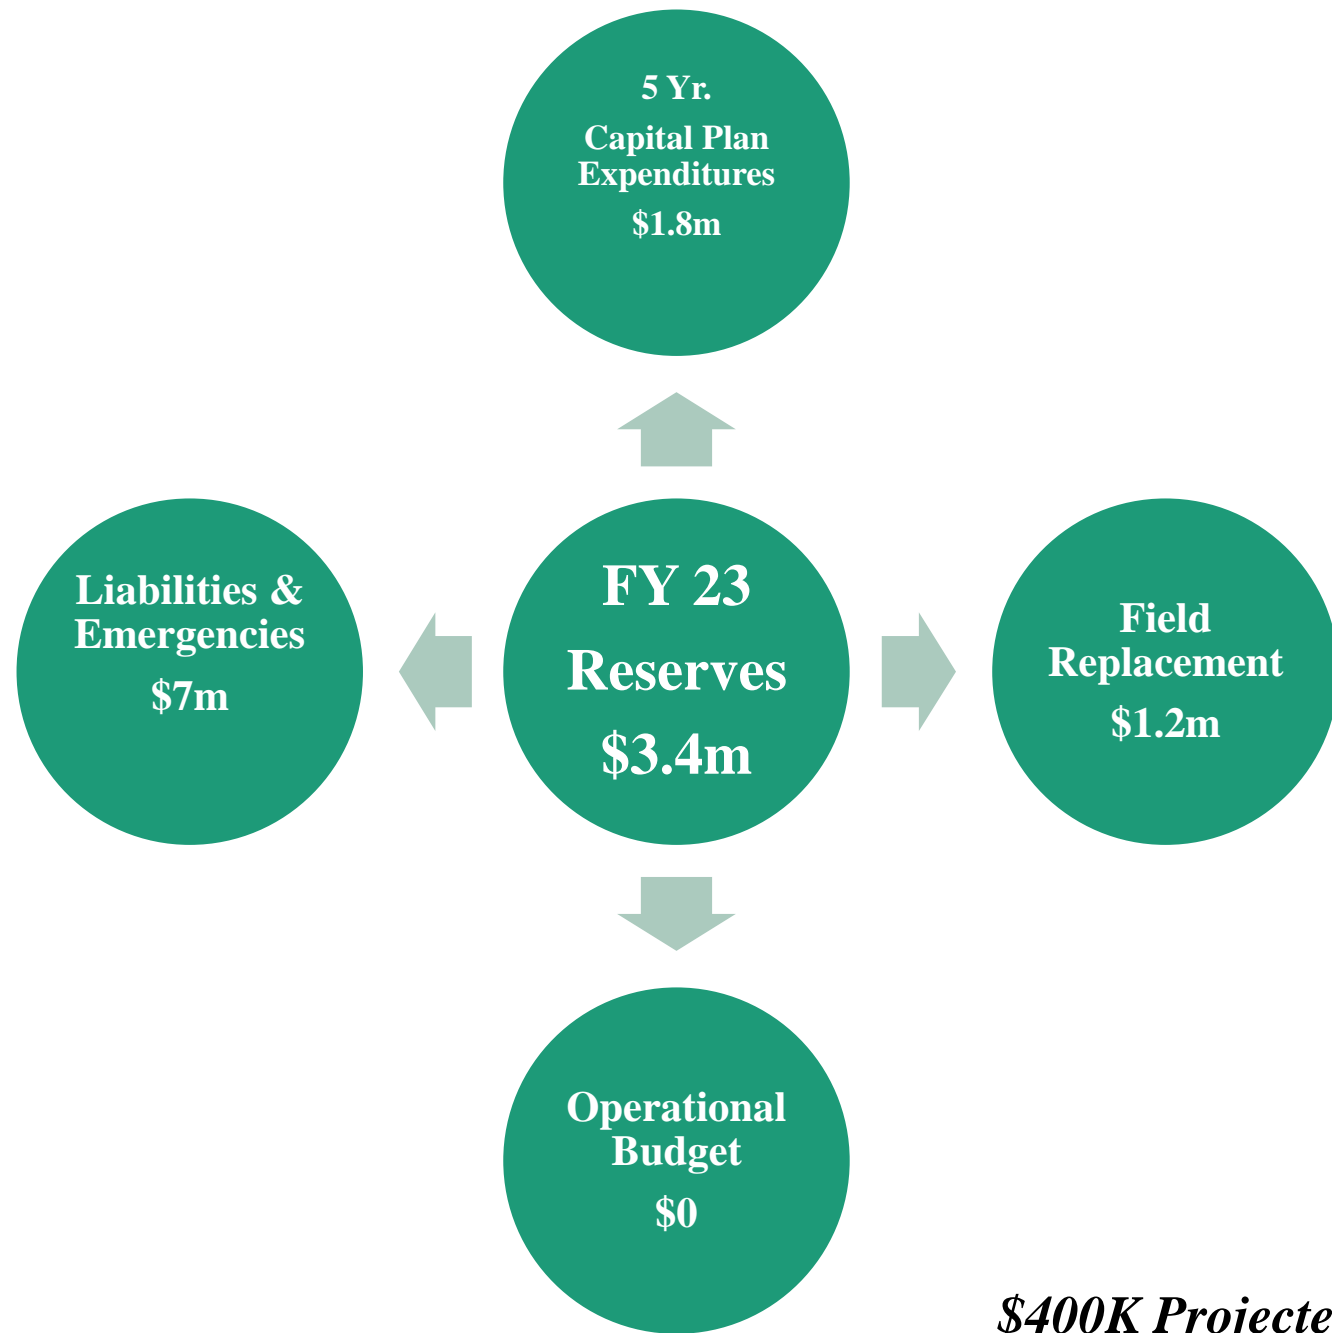 5 Yr.
Capital Plan
Expenditures
$1.8m
Liabilities &
Emergencies
$7m
FY 23
Reserves
$3.4m
Field
Replacement
$1.2m
Operational
Budget
$0
$400K Projecte